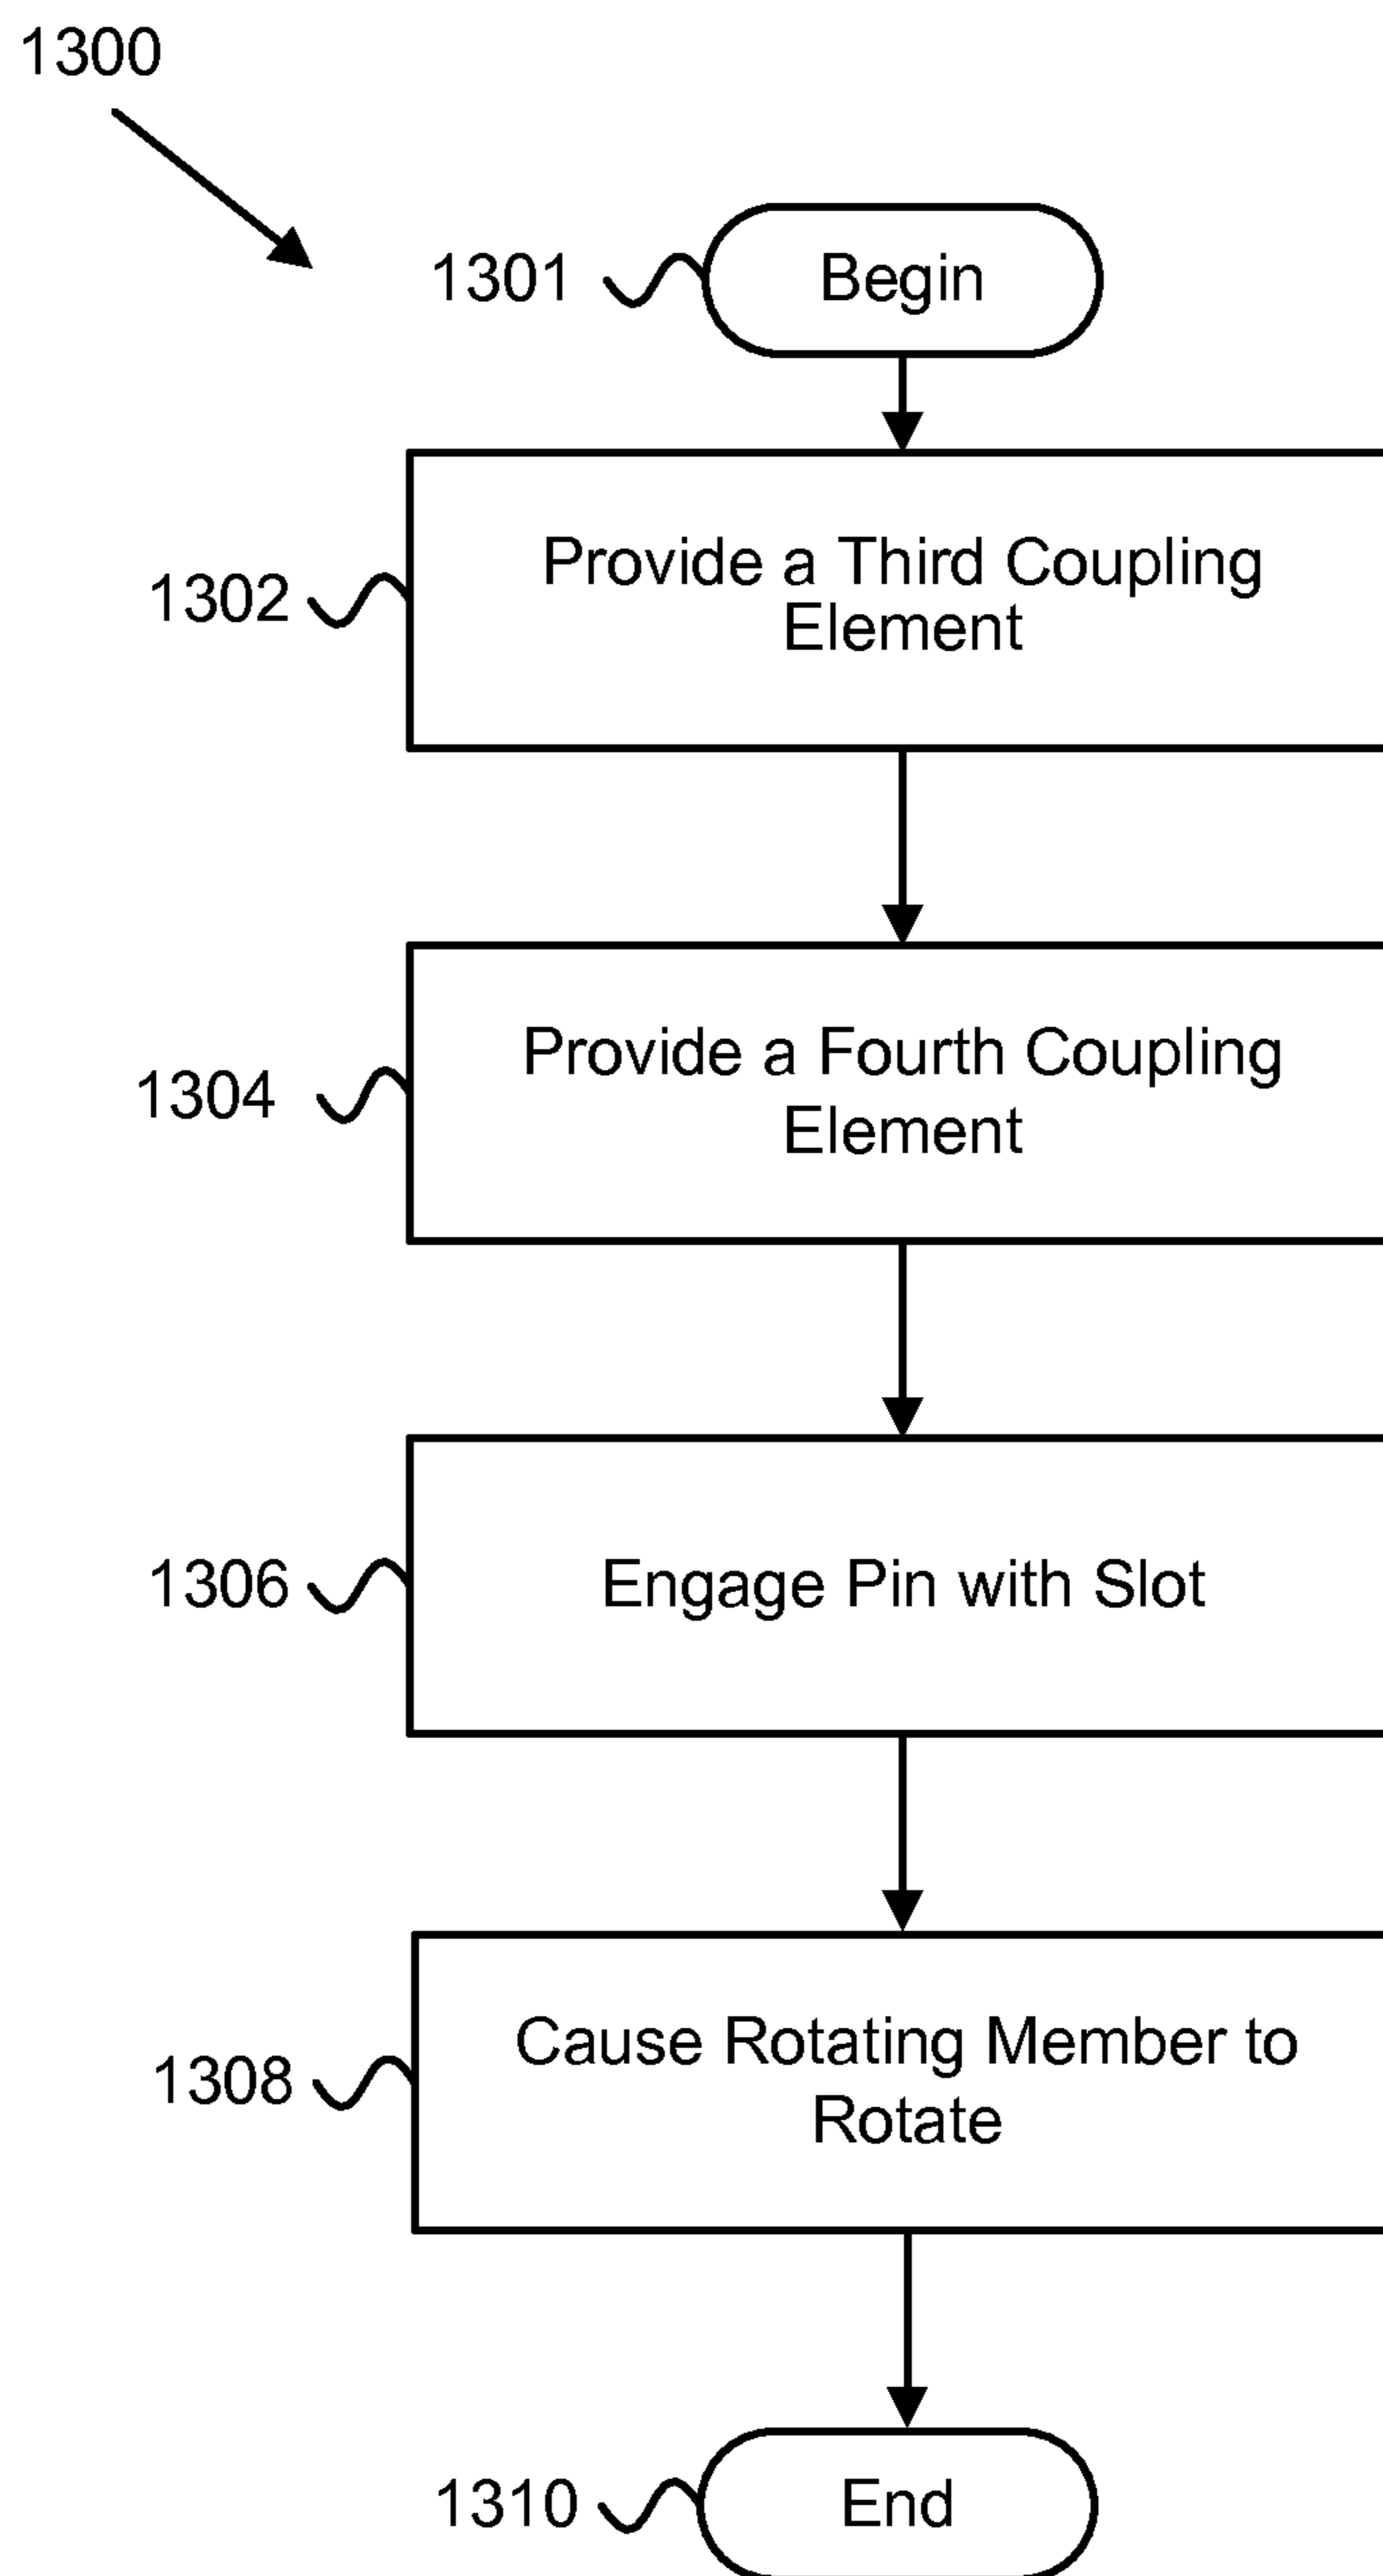 1300
1301
Begin
1302
Provide a Third Coupling
Element
1304
Provide a Fourth Coupling
Element
1306
Engage Pin with Slot
1308
Cause Rotating Member to
Rotate
1310
End